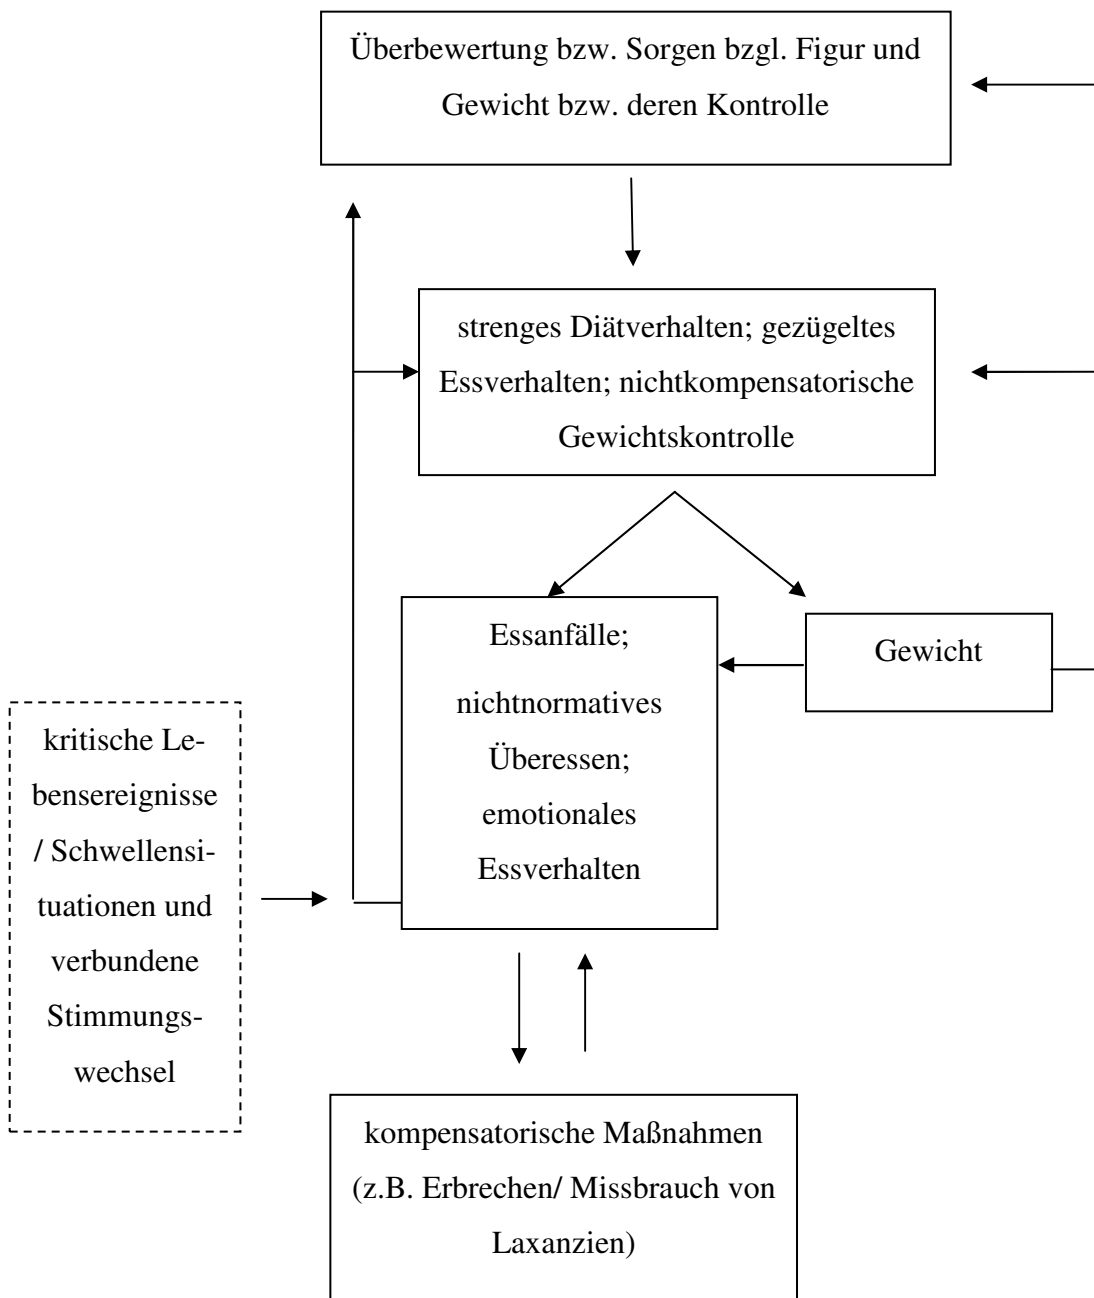 Überbewertung bzw. Sorgen bzgl. Figur und
Gewicht bzw. deren Kontrolle
strenges Diätverhalten; gezügeltes
Essverhalten; nichtkompensatorische
Gewichtskontrolle
Essanfälle;
nichtnormatives
Überessen;
emotionales
Essverhalten
Gewicht
kritische Le-
bensereignisse
/ Schwellensi-
tuationen und
verbundene
Stimmungs-
wechsel
kompensatorische Maßnahmen
(z.B. Erbrechen/ Missbrauch von
Laxanzien)